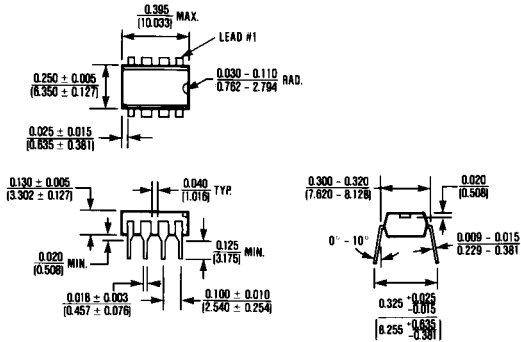 0.395
(10.033) MAX.
LEAD #1
0.250 ± 0.005
(6.350 ± 0.127)
0.030 – 0.110
0.762 – 2.794 RAD.
0.025 ± 0.015
(0.635 ± 0.381)
0.130 ± 0.005
(3.302 ± 0.127)
0.040
(1.016) TYP.
0.300 – 0.320
(7.620 – 8.128)
0.020
(0.508)
0.020
(0.508) MIN.
0.125
(3.175) MIN.
0° – 10°
0.009 – 0.015
0.229 – 0.381
0.018 ± 0.003
(0.457 ± 0.076)
0.100 ± 0.010
(2.540 ± 0.254)
0.325 +0.025
-0.015
8.255 +0.635
-0.381